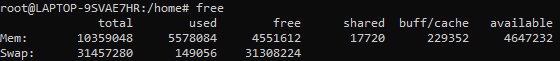 root@LAPTOP-9SVAE7HR:/home# free
total used free shared buff/cache available
Mem: 10359048 5578084 4551612 17720 229352 4647232
Swap: 31457280 149056 31308224